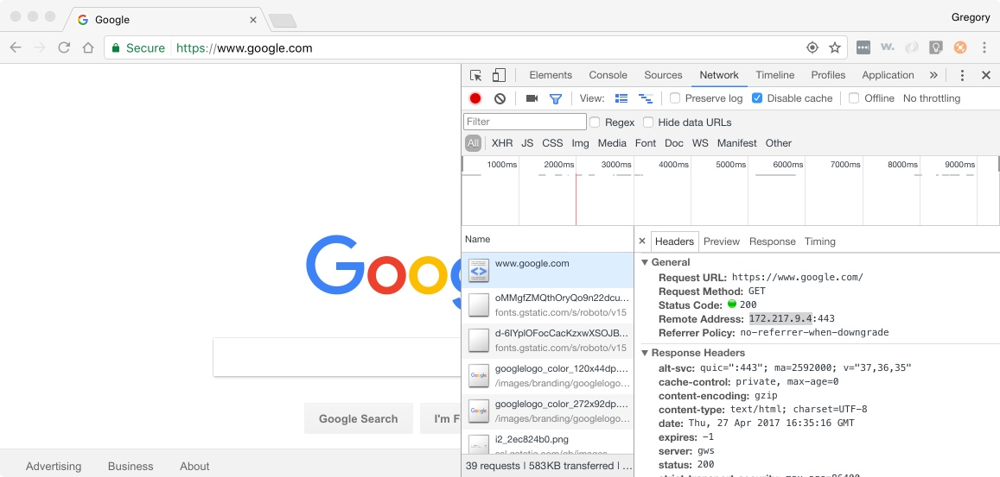 Google
Gregory
Secure
https://www.google.com
w.
Elements Console Sources Network Timeline Profiles Application
View: Preserve log Disable cache Offline No throttling
Filter Regex Hide data URLs
All XHR JS CSS Img Media Font Doc WS Manifest Other
1000ms 2000ms 3000ms 4000ms 5000ms 6000ms 7000ms 8000ms 9000ms
Name
www.google.com
oMMgfZMQthOryQo9n22dcu...
fonts.gstatic.com/s/roboto/v15
d-6IYplOFocCacKzxwXSOJB...
fonts.gstatic.com/s/roboto/v15
googlelogo_color_120x44dp....
/images/branding/googlelogo...
googlelogo_color_272x92dp....
/images/branding/googlelogo...
i2_2ec824b0.png
39 requests | 583KB transferred | ...
Headers Preview Response Timing
General
Request URL: https://www.google.com/
Request Method: GET
Status Code: 200
Remote Address: 172.217.9.4:443
Referrer Policy: no-referrer-when-downgrade
Response Headers
alt-svc: quic=":443"; ma=2592000; v="37,36,35"
cache-control: private, max-age=0
content-encoding: gzip
content-type: text/html; charset=UTF-8
date: Thu, 27 Apr 2017 16:35:16 GMT
expires: -1
server: gws
status: 200
Goog
Google Search I'm F
Advertising Business About